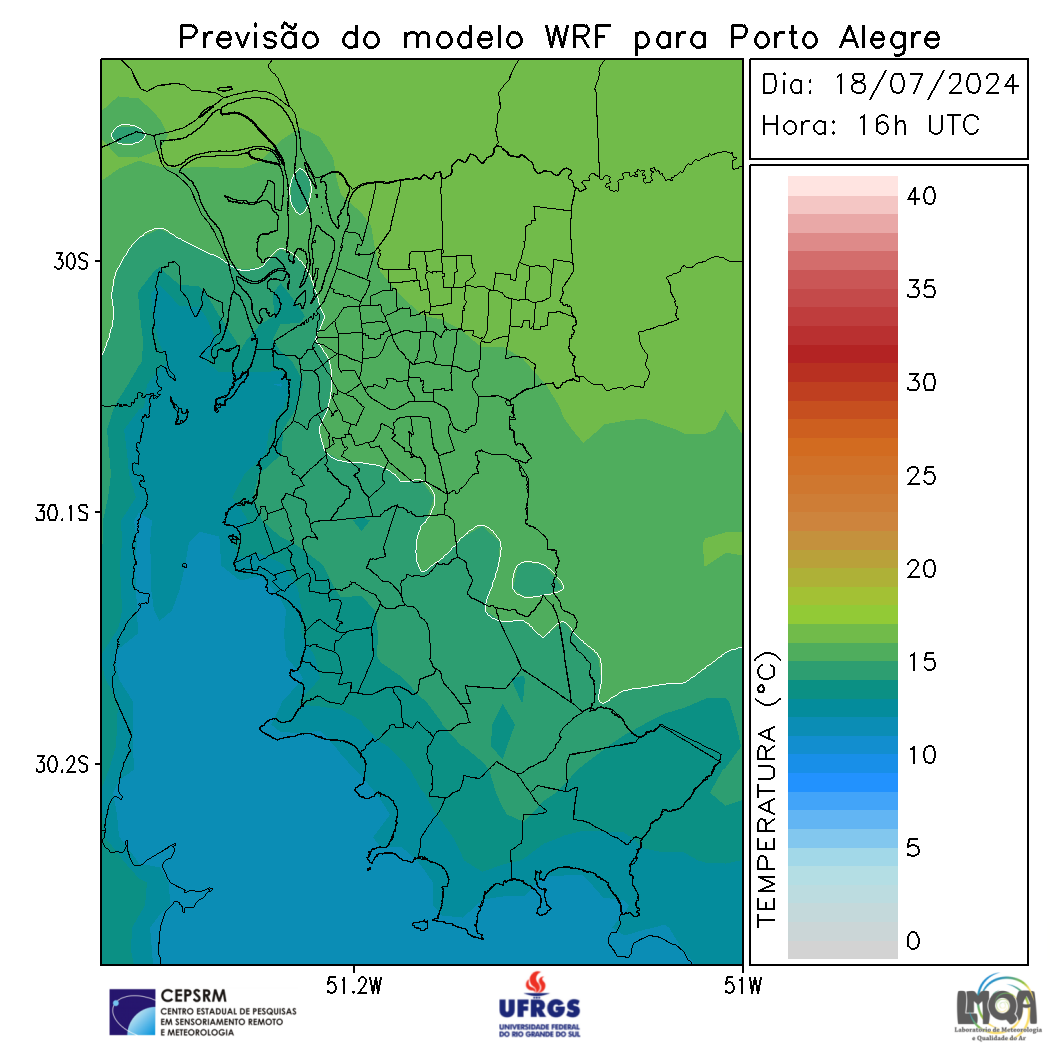 Previsão do modelo WRF para Porto Alegre
Dia: 18/07/2024
Hora: 16h UTC
40
35
30
25
20
15
10
5
0
TEMPERATURA (°C)
30S
30.1S
30.2S
51.2W
51W
CEPSRM
CENTRO ESTADUAL DE PESQUISAS
EM SENSORIAMENTO REMOTO
E METEOROLOGIA
UFRGS
UNIVERSIDADE FEDERAL
DO RIO GRANDE DO SUL
LMQA
Laboratório de Meteorologia
e Qualidade do Ar